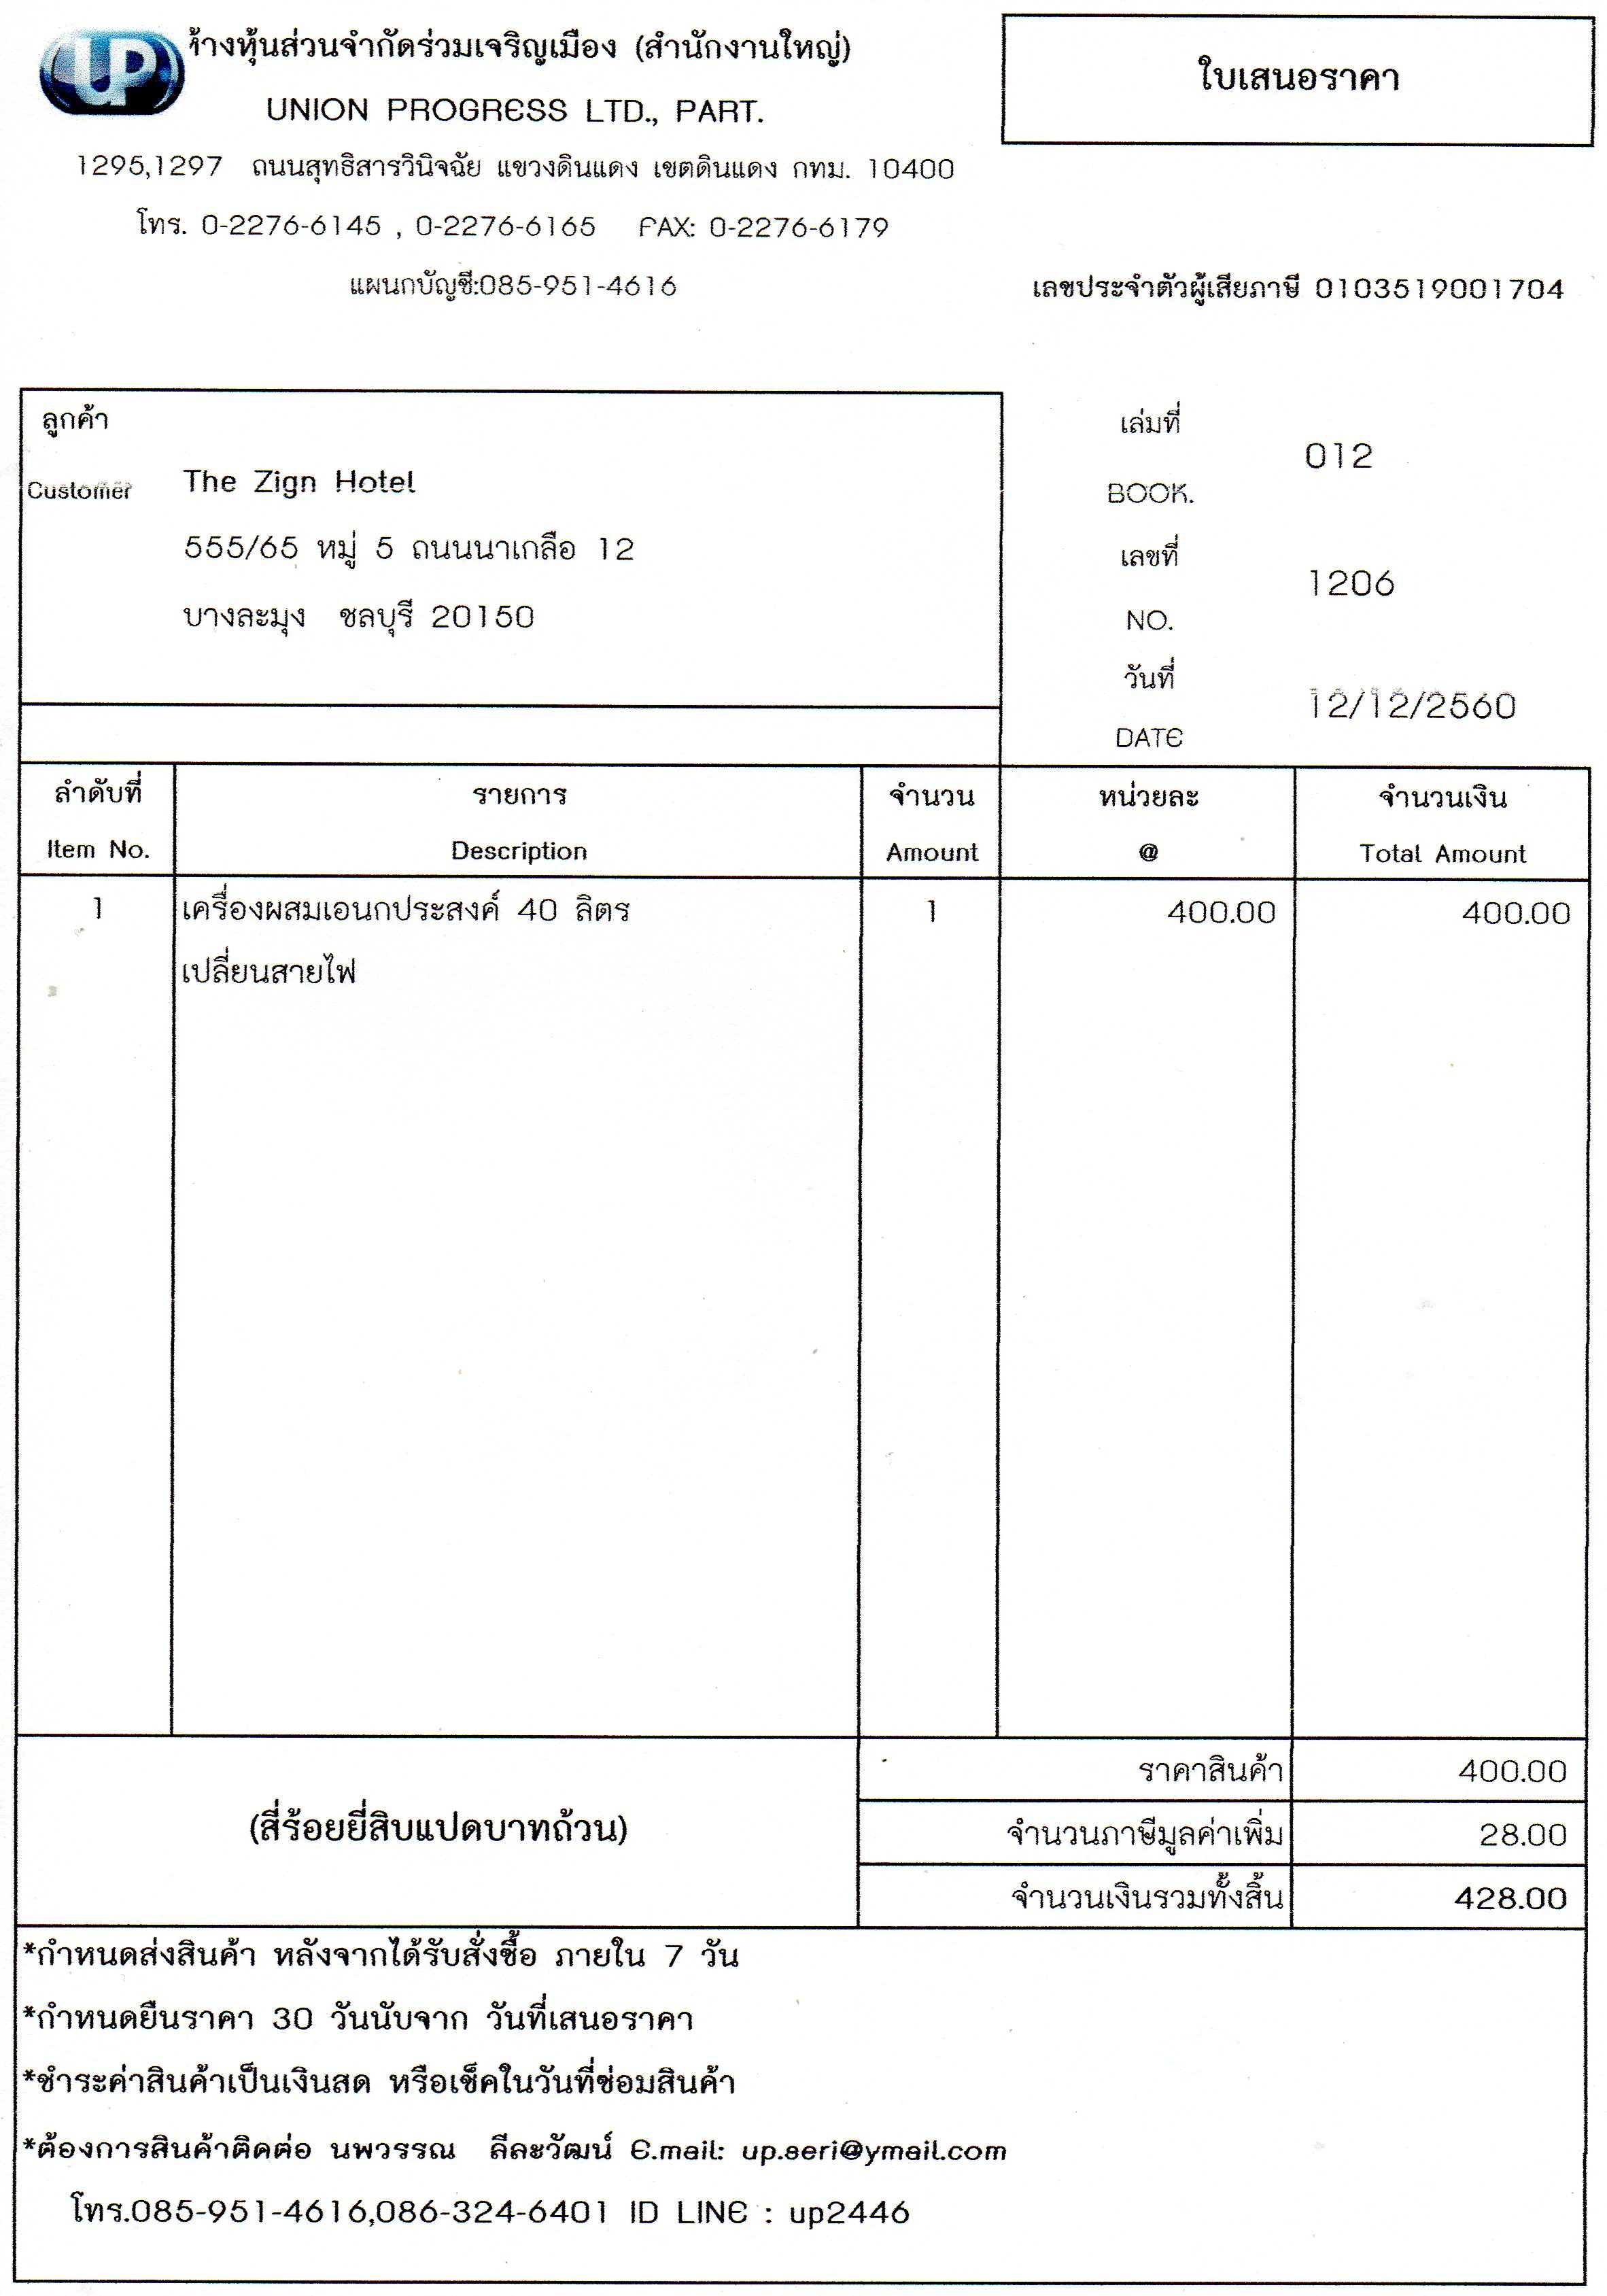 UP
ห้างหุ้นส่วนจำกัดร่วมเจริญเมือง (สำนักงานใหญ่)
ใบเสนอราคา
UNION PROGRESS LTD., PART.
1295,1297 ถนนสุทธิสารวินิจฉัย แขวงดินแดง เขตดินแดง กทม. 10400
โทร. 0-2276-6145 , 0-2276-6165 FAX: 0-2276-6179
แผนกบัญชี:085-951-4616
เลขประจำตัวผู้เสียภาษี 0103519001704
ลูกค้า
Customer The Zign Hotel
555/65 หมู่ 5 ถนนนาเกลือ 12
บางละมุง ชลบุรี 20150
เล่มที่
012
BOOK.
เลขที่
1206
NO.
วันที่
12/12/2560
DATE
ลำดับที่ รายการ จำนวน หน่วยละ จำนวนเงิน
Item No. Description Amount @ Total Amount
1 เครื่องผสมเอนกประสงค์ 40 ลิตร 1 400.00 400.00
เปลี่ยนสายไฟ
ราคาสินค้า 400.00
(สี่ร้อยยี่สิบแปดบาทถ้วน) จำนวนภาษีมูลค่าเพิ่ม 28.00
จำนวนเงินรวมทั้งสิ้น 428.00
*กำหนดส่งสินค้า หลังจากได้รับสั่งซื้อ ภายใน 7 วัน
*กำหนดยืนราคา 30 วันนับจาก วันที่เสนอราคา
*ชำระค่าสินค้าเป็นเงินสด หรือเช็คในวันที่ซ่อมสินค้า
*ต้องการสินค้าติดต่อ นพวรรณ ลีละวัฒน์ E.mail: up.seri@ymail.com
โทร.085-951-4616,086-324-6401 ID LINE : up2446